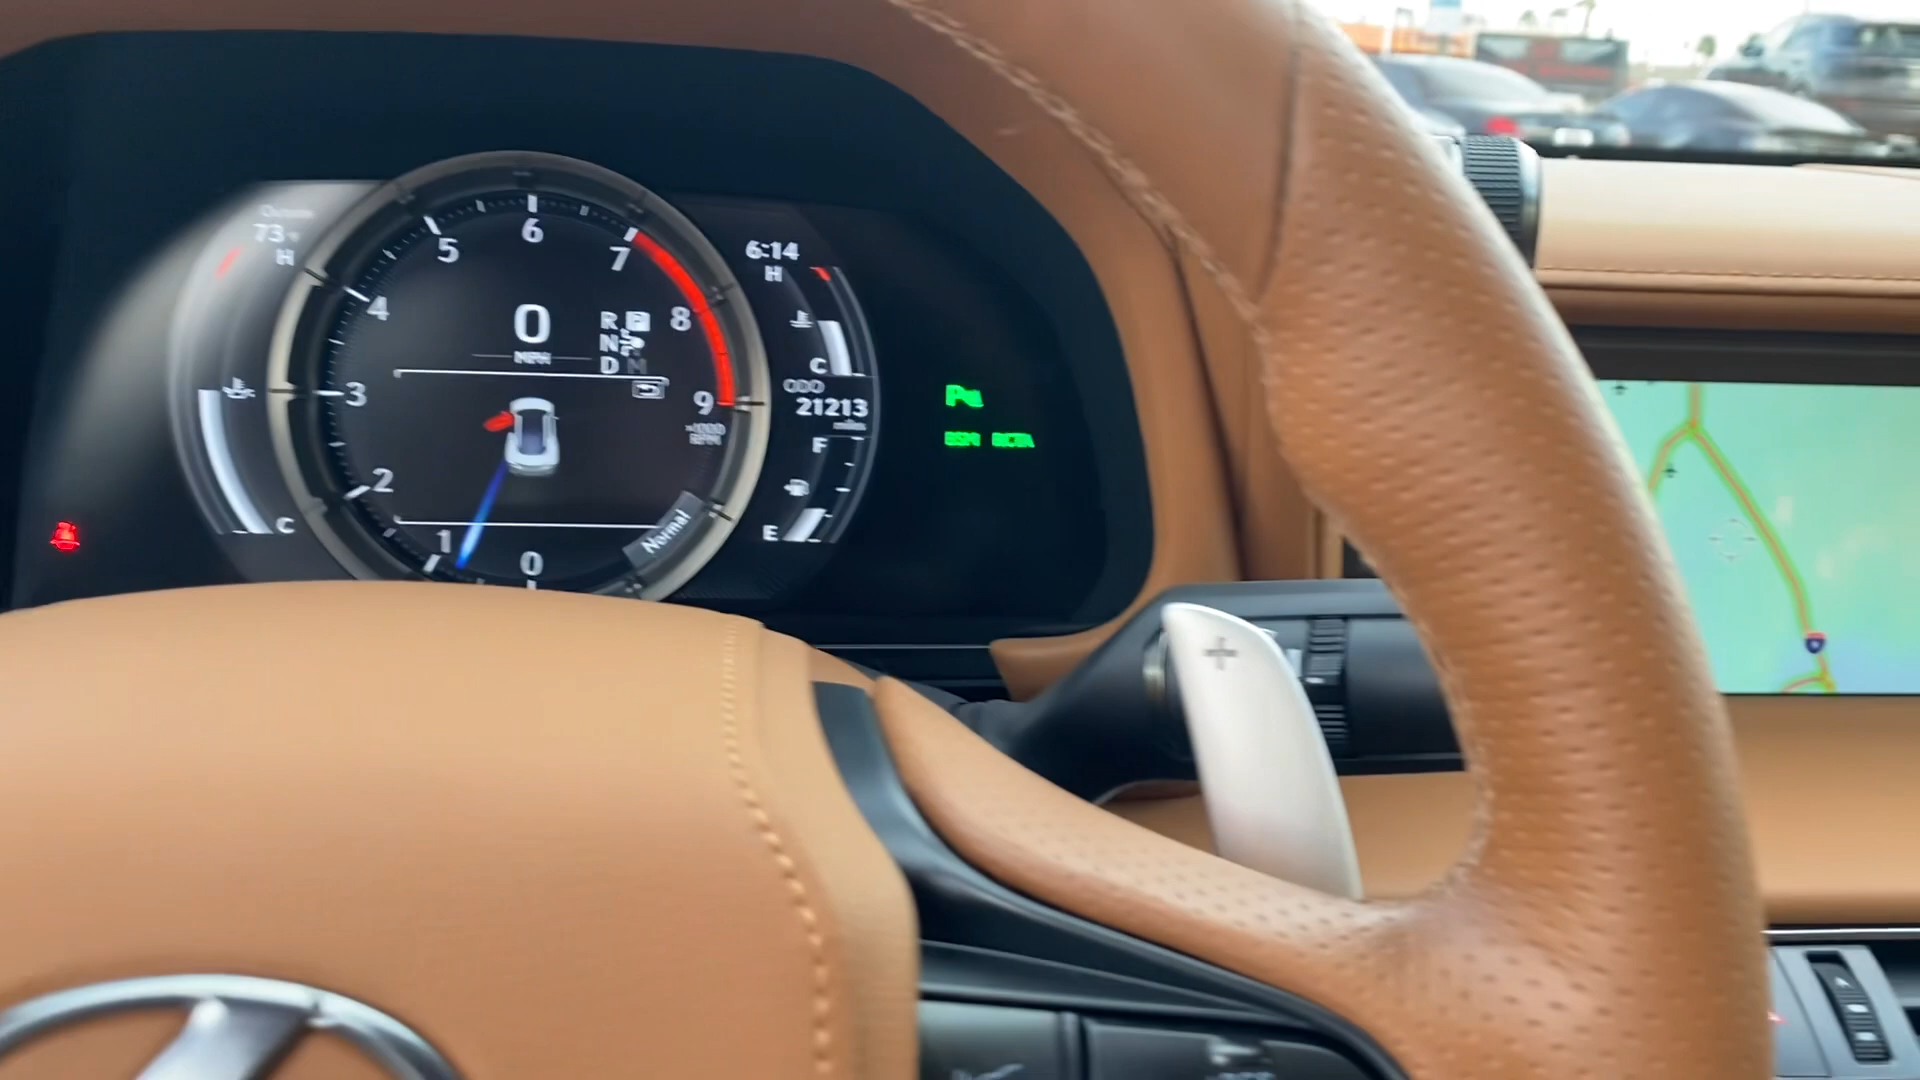 73
H
C
5
6
7
4
8
3
9
2
1
0
0
MPH
R P
N
D M
×1000
RPM
Normal
6:14
H
C
ODO
21213
miles
F
E
BSM RCTA
+